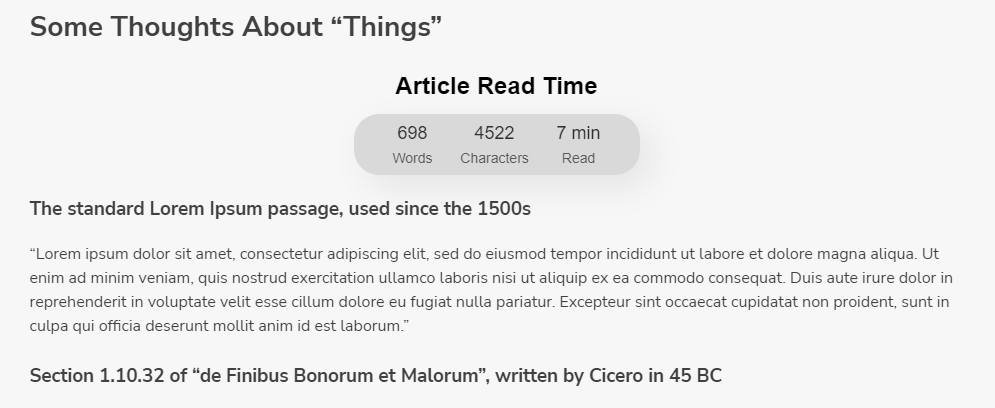 Some Thoughts About “Things”
Article Read Time
698 4522 7 min
Words Characters Read
The standard Lorem Ipsum passage, used since the 1500s
“Lorem ipsum dolor sit amet, consectetur adipiscing elit, sed do eiusmod tempor incididunt ut labore et dolore magna aliqua. Ut
enim ad minim veniam, quis nostrud exercitation ullamco laboris nisi ut aliquip ex ea commodo consequat. Duis aute irure dolor in
reprehenderit in voluptate velit esse cillum dolore eu fugiat nulla pariatur. Excepteur sint occaecat cupidatat non proident, sunt in
culpa qui officia deserunt mollit anim id est laborum.”
Section 1.10.32 of “de Finibus Bonorum et Malorum”, written by Cicero in 45 BC